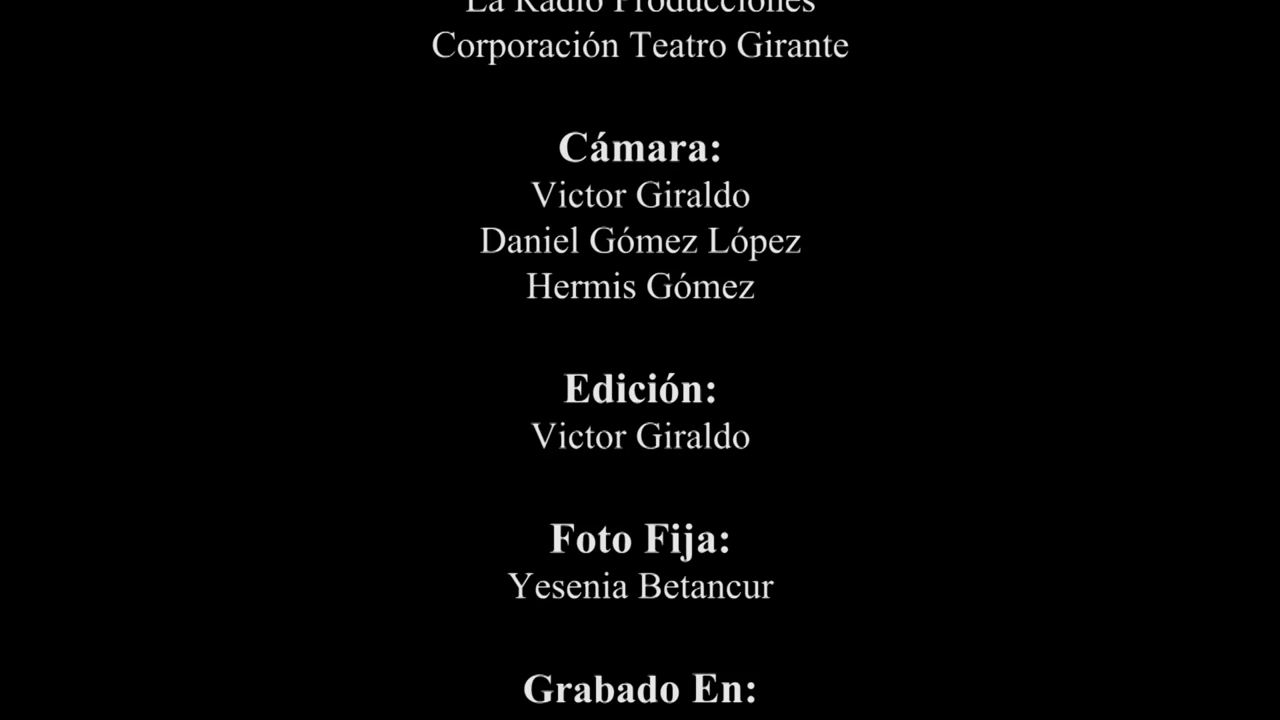 La Radio Producciones
Corporación Teatro Girante
Cámara:
Victor Giraldo
Daniel Gómez López
Hermis Gómez
Edición:
Victor Giraldo
Foto Fija:
Yesenia Betancur
Grabado En: